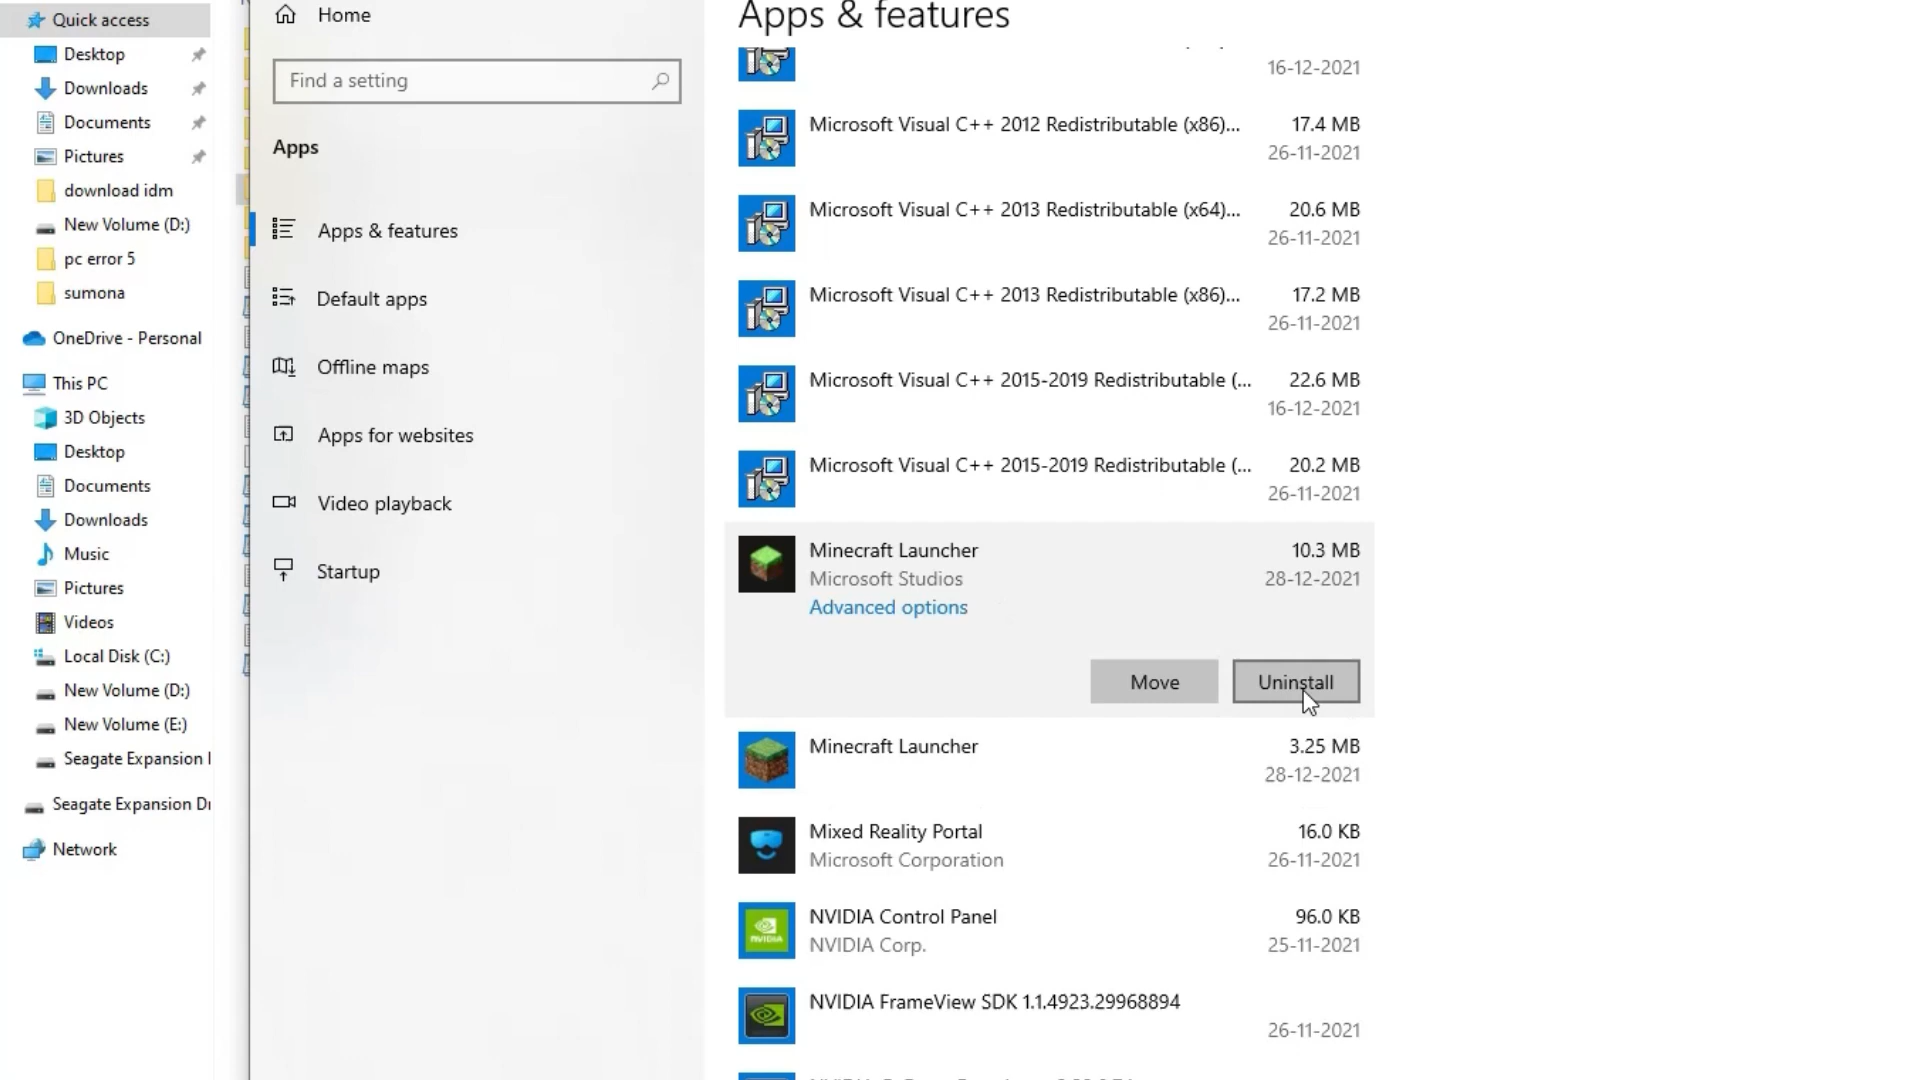 Quick access
Desktop
Downloads
Documents
Pictures
download idm
New Volume (D:)
pc error 5
sumona
OneDrive - Personal
This PC
3D Objects
Desktop
Documents
Downloads
Music
Pictures
Videos
Local Disk (C:)
New Volume (D:)
New Volume (E:)
Seagate Expansion
Seagate Expansion
Network
Home
Find a setting
Apps
Apps & features
Default apps
Offline maps
Apps for websites
Video playback
Startup
Apps & features
16-12-2021
Microsoft Visual C++ 2012 Redistributable (x86)... 17.4 MB
26-11-2021
Microsoft Visual C++ 2013 Redistributable (x64)... 20.6 MB
26-11-2021
Microsoft Visual C++ 2013 Redistributable (x86)... 17.2 MB
26-11-2021
Microsoft Visual C++ 2015-2019 Redistributable (... 22.6 MB
16-12-2021
Microsoft Visual C++ 2015-2019 Redistributable (... 20.2 MB
26-11-2021
Minecraft Launcher 10.3 MB
Microsoft Studios 28-12-2021
Advanced options
Move Uninstall
Minecraft Launcher 3.25 MB
28-12-2021
Mixed Reality Portal 16.0 KB
Microsoft Corporation 26-11-2021
NVIDIA Control Panel 96.0 KB
NVIDIA Corp. 25-11-2021
NVIDIA FrameView SDK 1.1.4923.29968894
26-11-2021